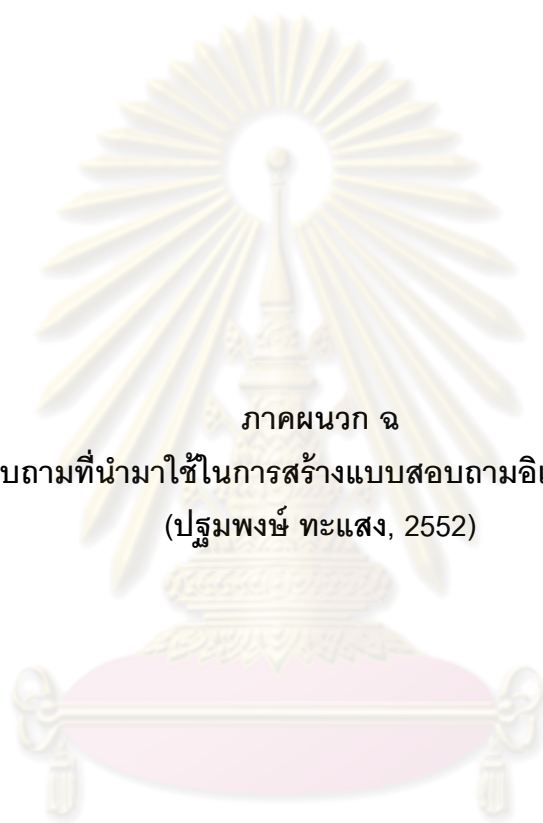 ภาคผนวก ฉ
บถามที่นำมาใช้ในการสร้างแบบสอบถามอิเ
(ปฐมพงษ์ ทะแสง, 2552)